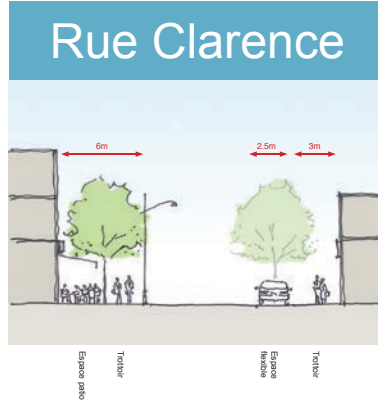 Rue Clarence
6m
2.5m
3m
Espace patio
Trottoir
Espace
flexible
Trottoir